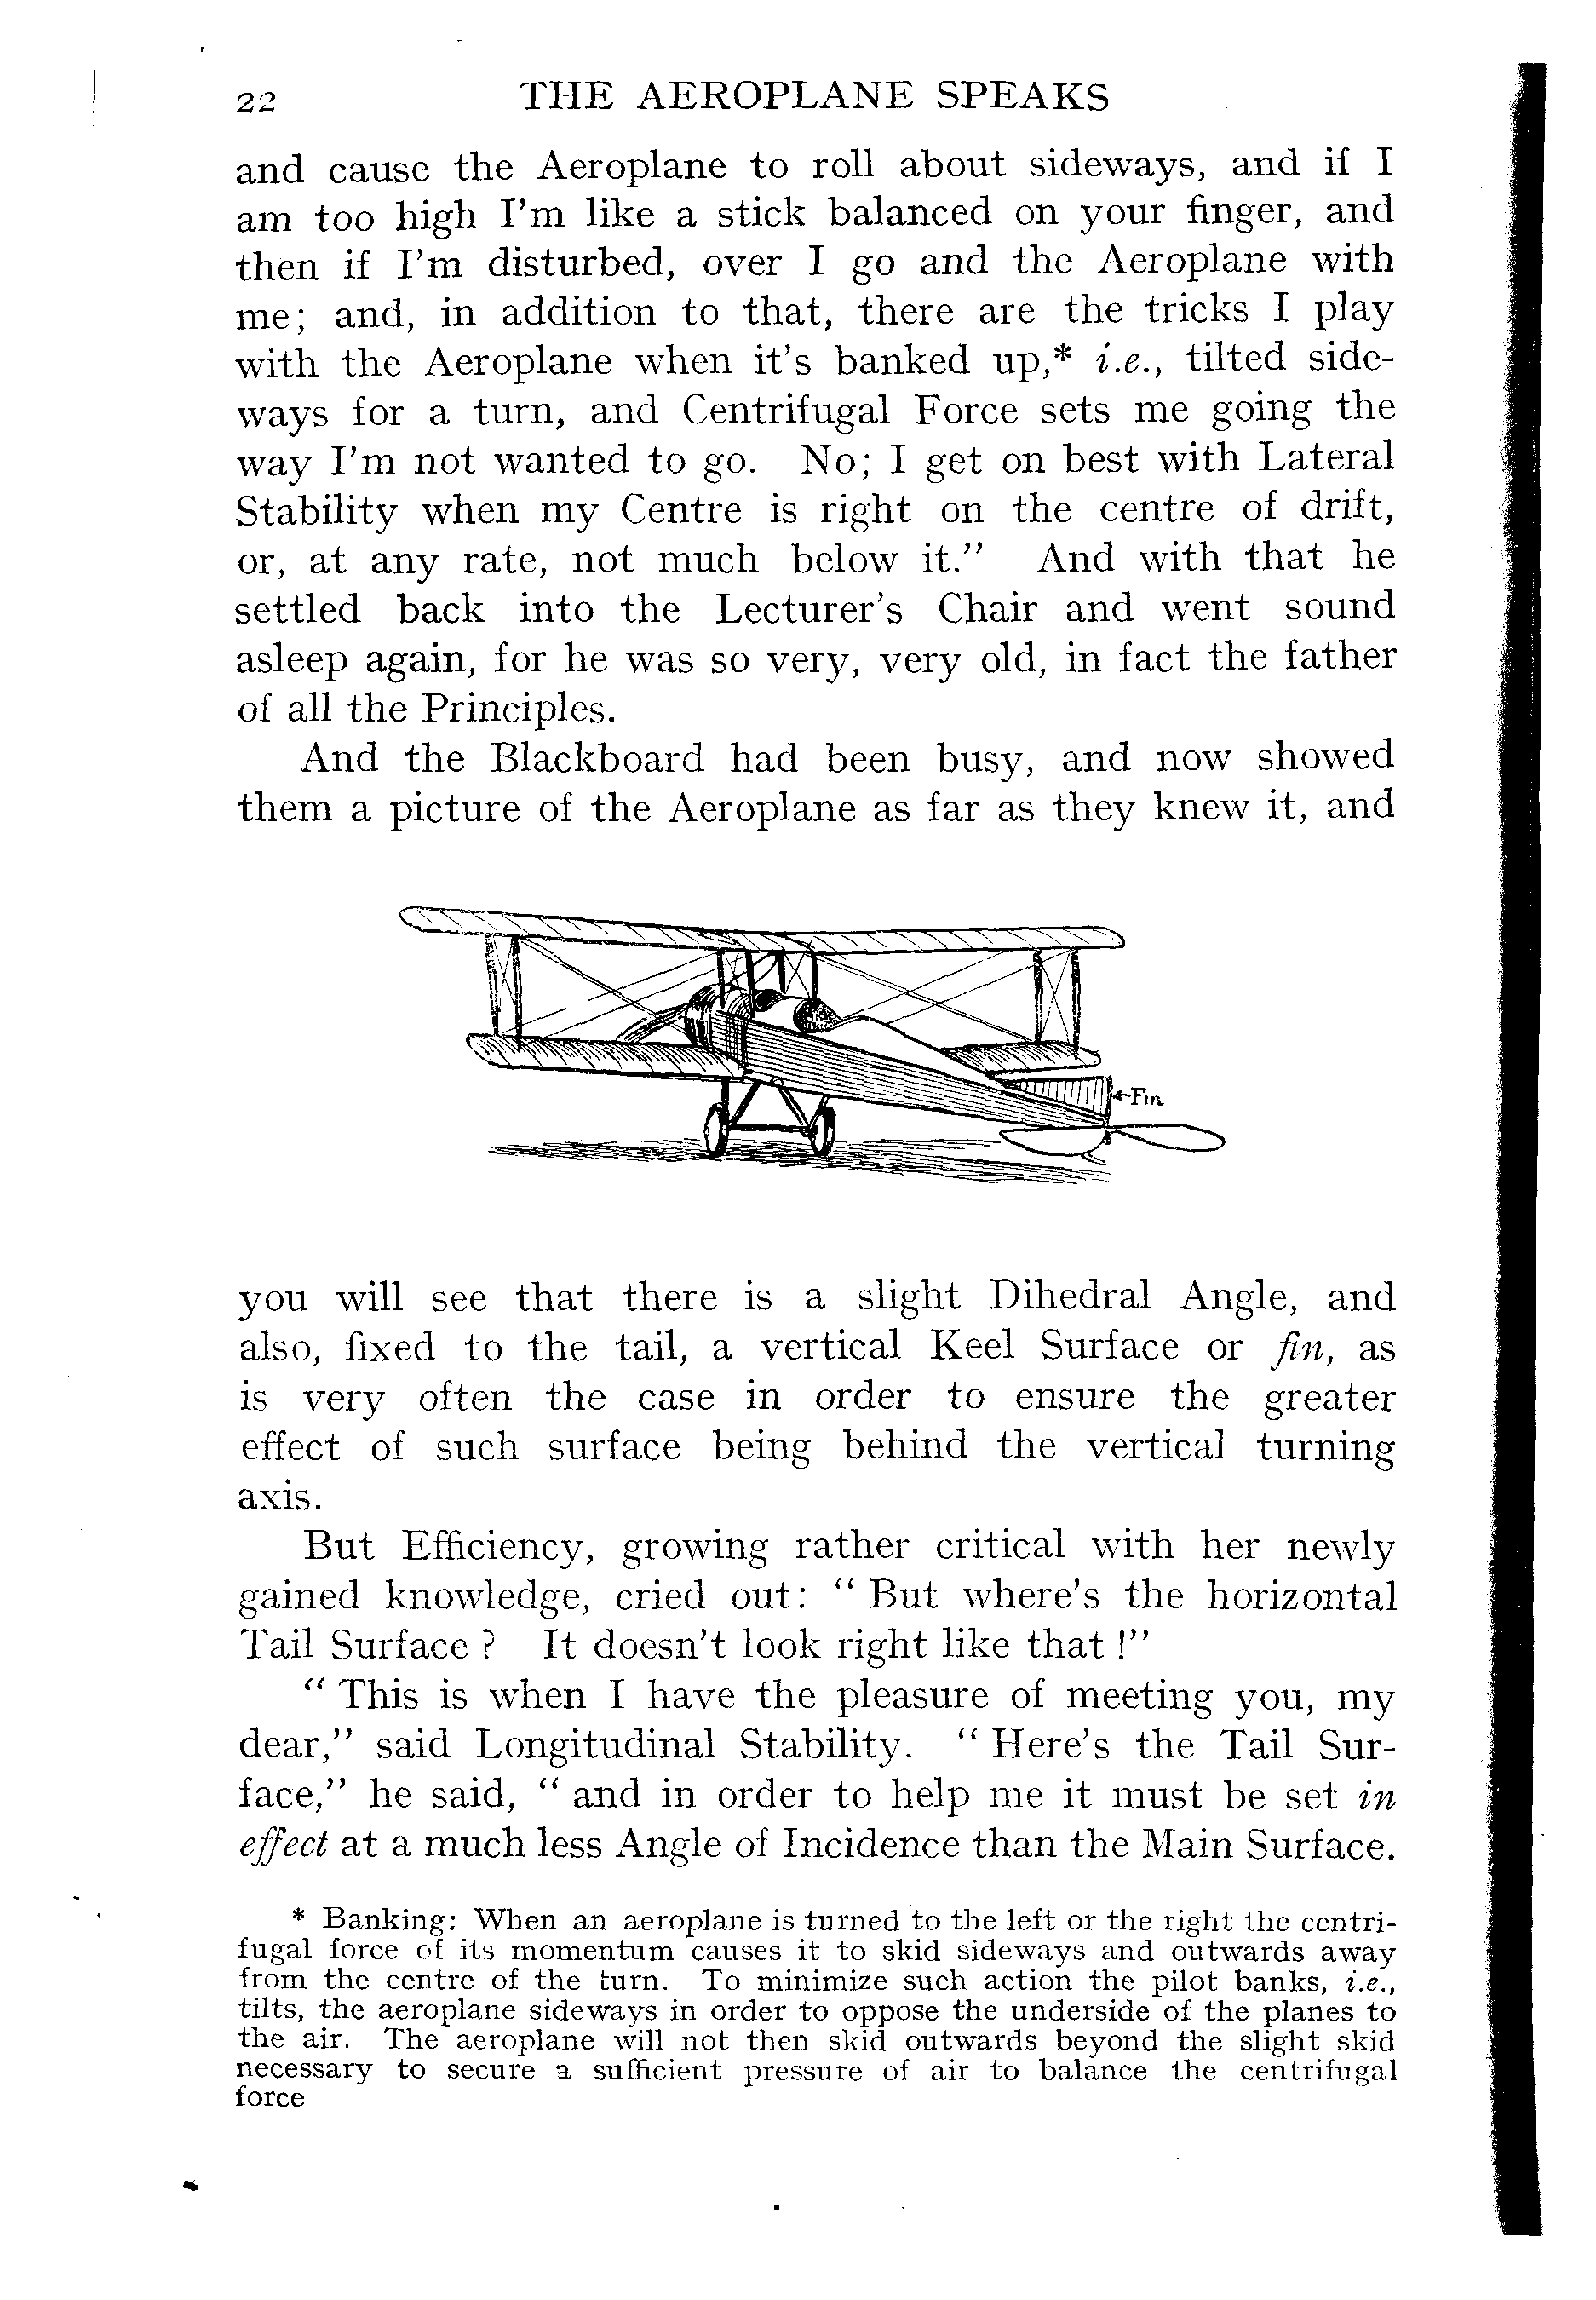 22 THE AEROPLANE SPEAKS
and cause the Aeroplane to roll about sideways, and if I
am too high I'm like a stick balanced on your finger, and
then if I'm disturbed, over I go and the Aeroplane with
me; and, in addition to that, there are the tricks I play
with the Aeroplane when it's banked up,* i.e., tilted side-
ways for a turn, and Centrifugal Force sets me going the
way I'm not wanted to go. No; I get on best with Lateral
Stability when my Centre is right on the centre of drift,
or, at any rate, not much below it." And with that he
settled back into the Lecturer's Chair and went sound
asleep again, for he was so very, very old, in fact the father
of all the Principles.
And the Blackboard had been busy, and now showed
them a picture of the Aeroplane as far as they knew it, and
Fin
you will see that there is a slight Dihedral Angle, and
also, fixed to the tail, a vertical Keel Surface or fin, as
is very often the case in order to ensure the greater
effect of such surface being behind the vertical turning
axis.
But Efficiency, growing rather critical with her newly
gained knowledge, cried out: "But where's the horizontal
Tail Surface? It doesn't look right like that!"
"This is when I have the pleasure of meeting you, my
dear," said Longitudinal Stability. "Here's the Tail Sur-
face," he said, "and in order to help me it must be set in
effect at a much less Angle of Incidence than the Main Surface.
* Banking: When an aeroplane is turned to the left or the right the centri-
fugal force of its momentum causes it to skid sideways and outwards away
from the centre of the turn. To minimize such action the pilot banks, i.e.,
tilts, the aeroplane sideways in order to oppose the underside of the planes to
the air. The aeroplane will not then skid outwards beyond the slight skid
necessary to secure a sufficient pressure of air to balance the centrifugal
force